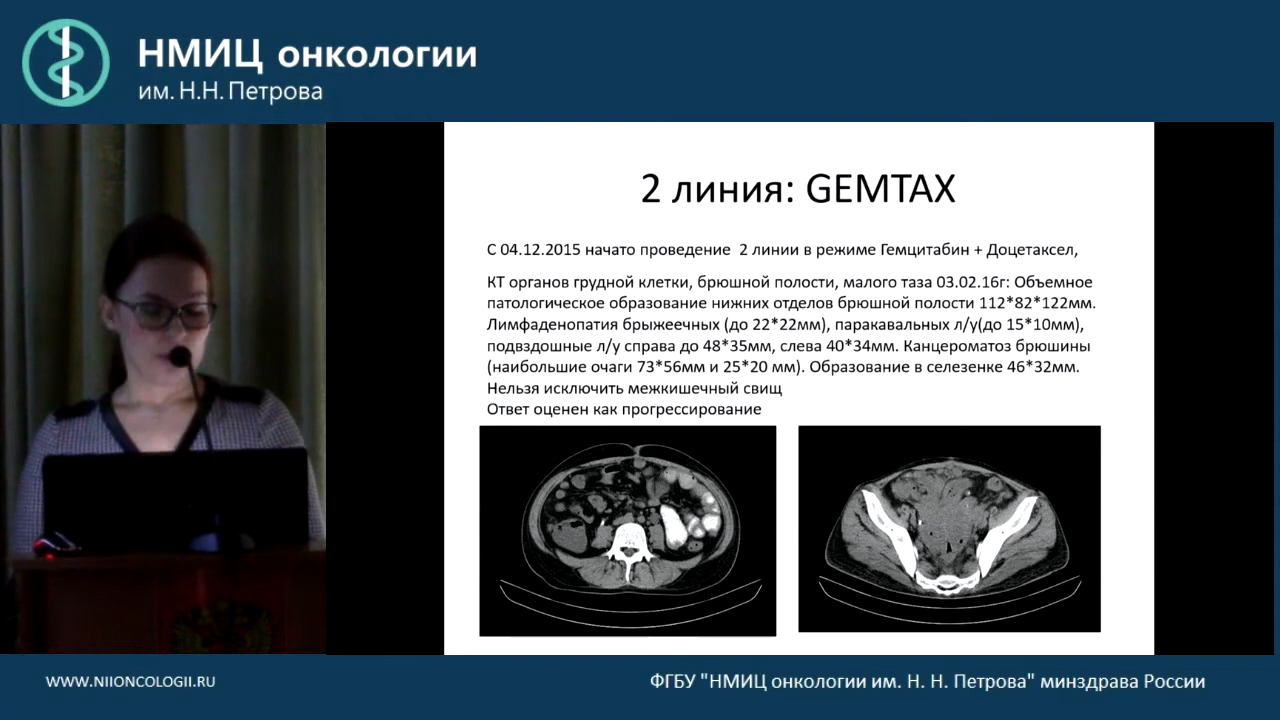 НМИЦ онкологии
им. Н.Н. Петрова
2 линия: GEMTAX
С 04.12.2015 начато проведение 2 линии в режиме Гемцитабин + Доцетаксел,
КТ органов грудной клетки, брюшной полости, малого таза 03.02.16г: Объемное
патологическое образование нижних отделов брюшной полости 112*82*122мм.
Лимфаденопатия брыжеечных (до 22*22мм), паракавальных л/у(до 15*10мм),
подвздошные л/у справа до 48*35мм, слева 40*34мм. Канцероматоз брюшины
(наибольшие очаги 73*56мм и 25*20 мм). Образование в селезенке 46*32мм.
Нельзя исключить межкишечный свищ
Ответ оценен как прогрессирование
WWW.NIIONCOLOGII.RU
ФГБУ "НМИЦ онкологии им. Н. Н. Петрова" минздрава России